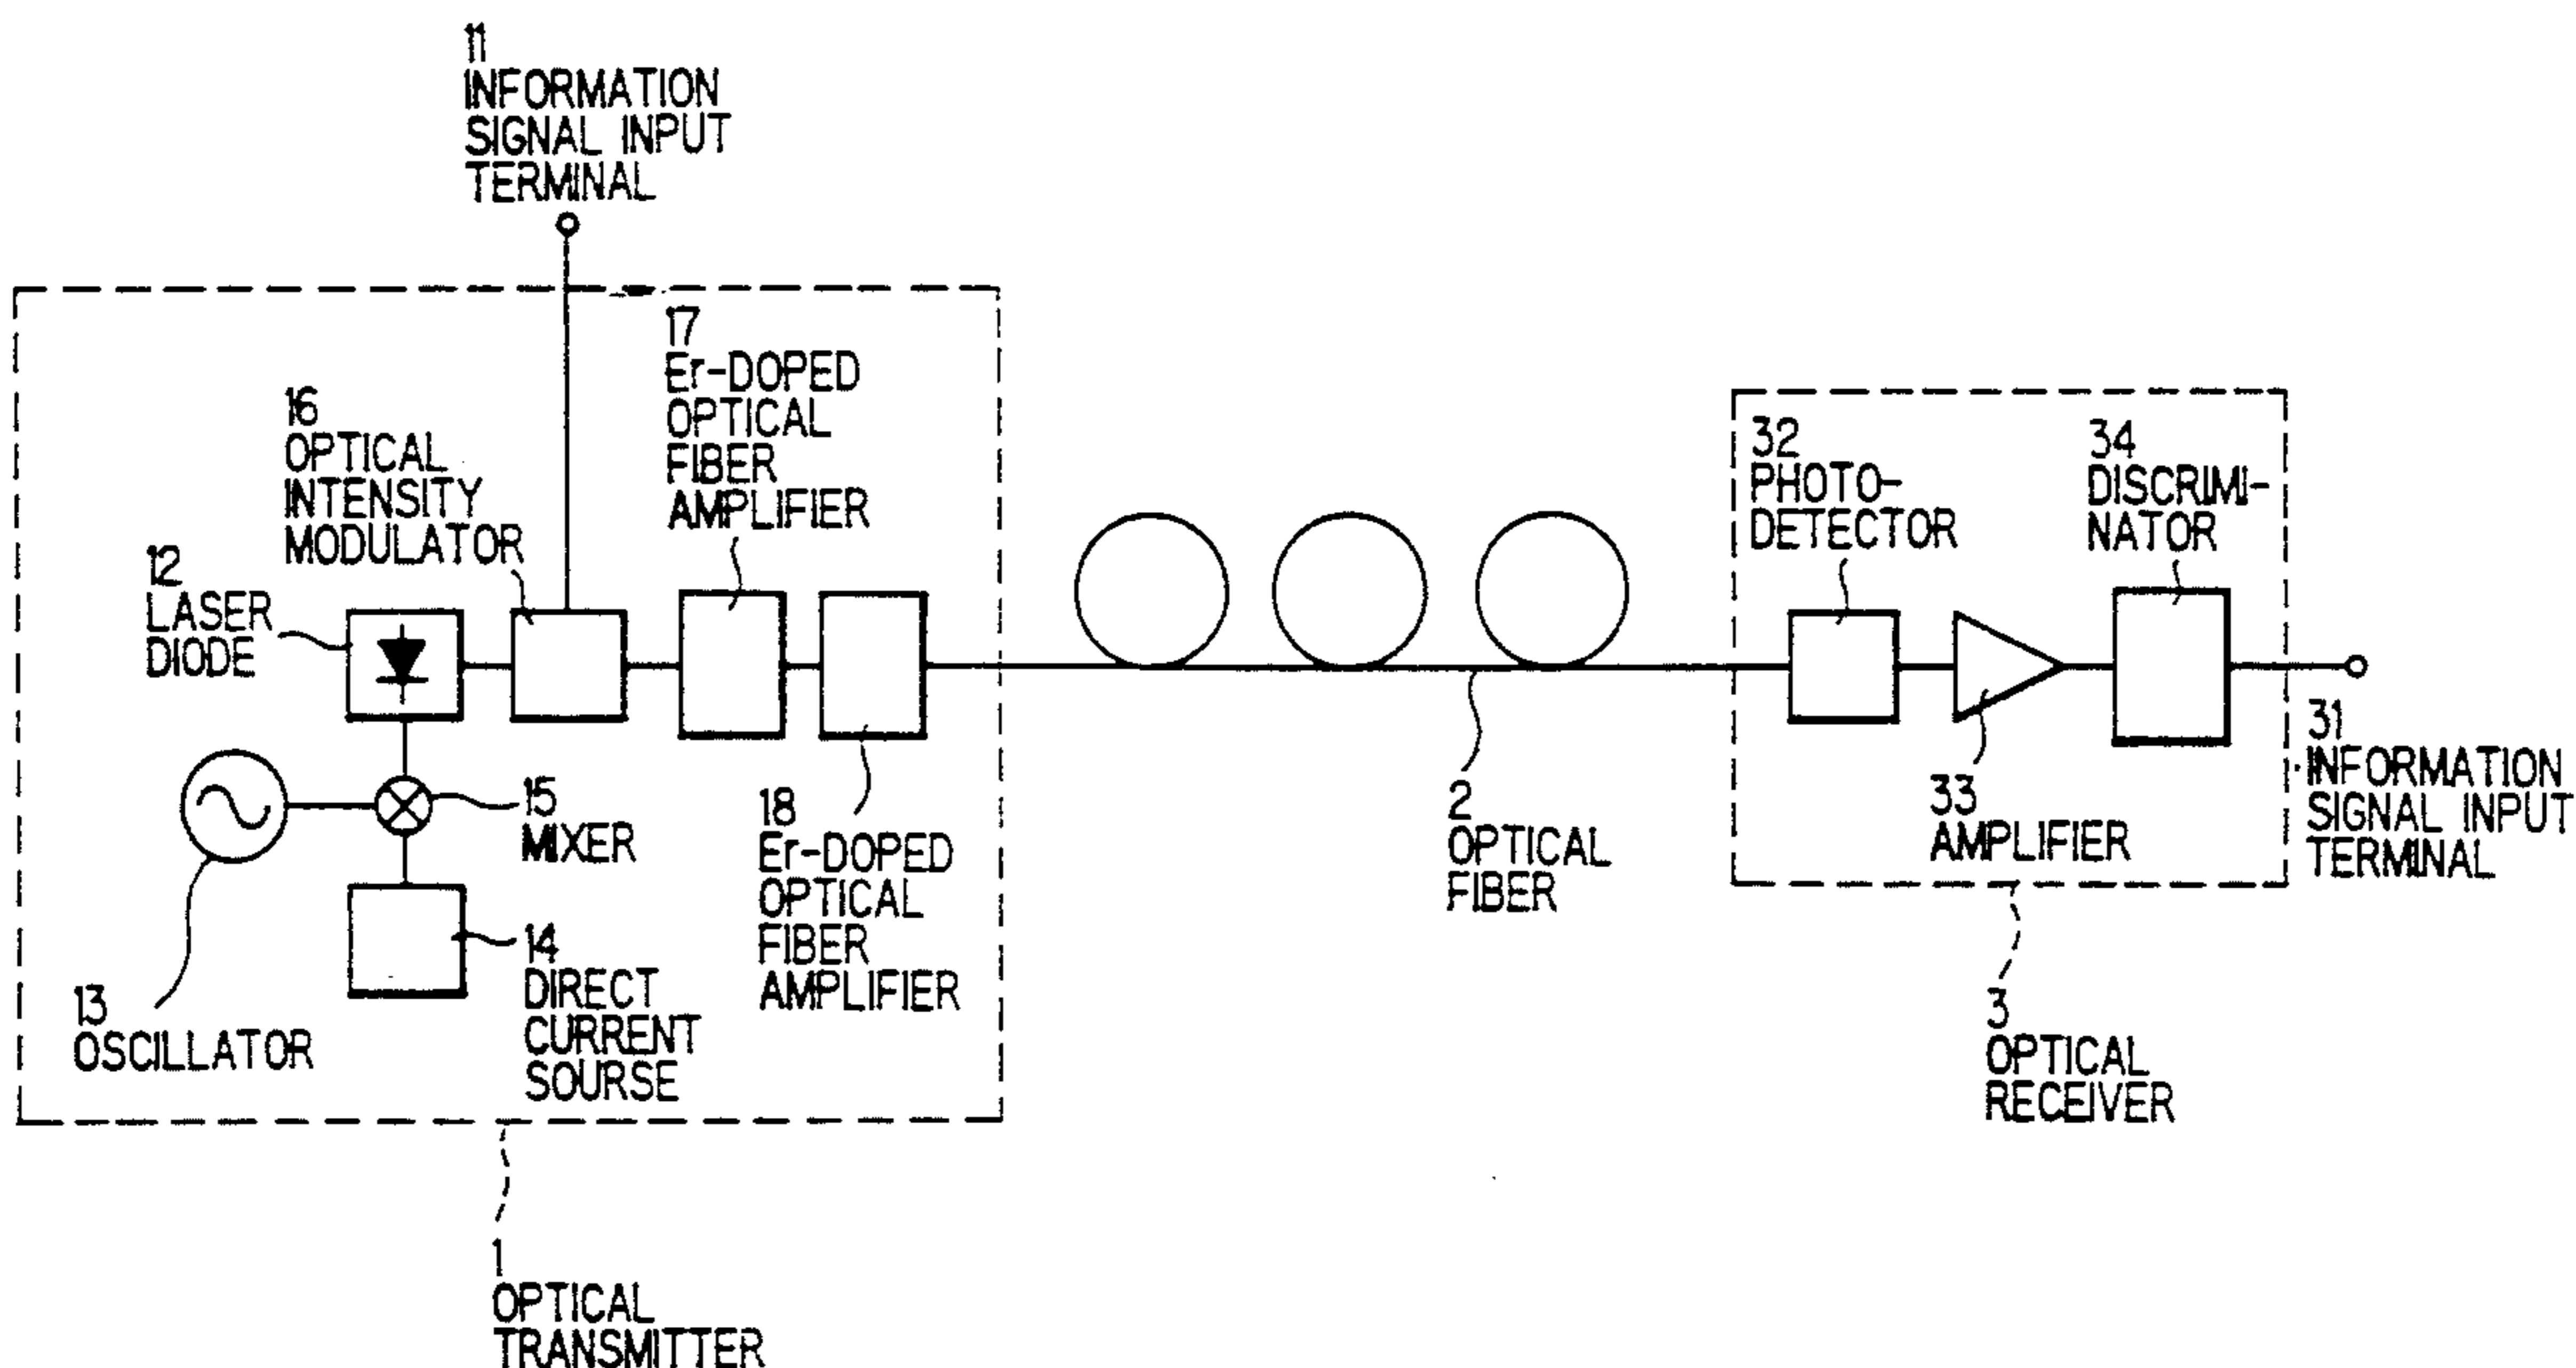 11
INFORMATION
SIGNAL INPUT
TERMINAL
17
Er-DOPED
OPTICAL
FIBER
AMPLIFIER
16
OPTICAL
INTENSITY
MODULATOR
12
LASER
DIODE
15
MIXER
13
OSCILLATOR
14
DIRECT
CURRENT
SOURSE
18
Er-DOPED
OPTICAL
FIBER
AMPLIFIER
1
OPTICAL
TRANSMITTER
2
OPTICAL
FIBER
32
PHOTO-
DETECTOR
34
DISCRIMI-
NATOR
33
AMPLIFIER
31
INFORMATION
SIGNAL INPUT
TERMINAL
3
OPTICAL
RECEIVER